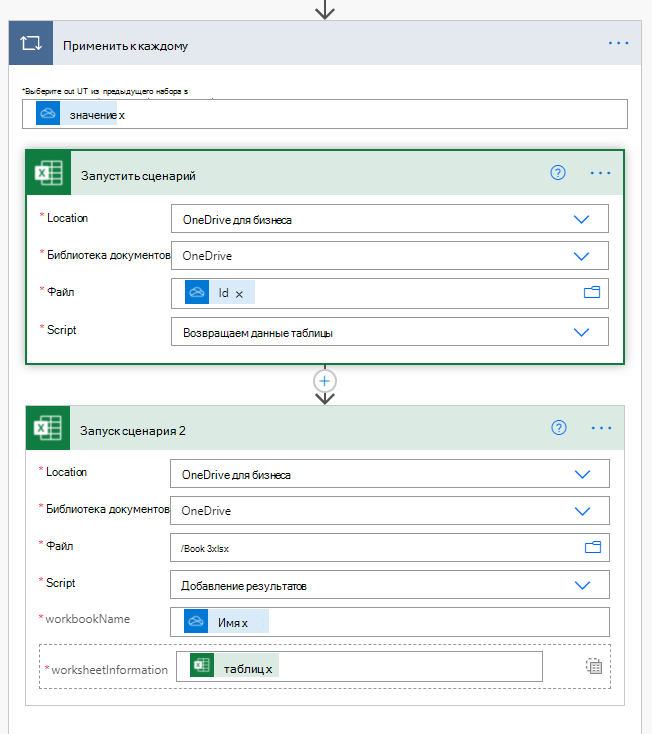 Применить к каждому
*Выберите out UT из предыдущего набора s
значение x
Запустить сценарий
* Location
OneDrive для бизнеса
* Библиотека документов
OneDrive
* Файл
Id x
* Script
Возвращаем данные таблицы
Запуск сценария 2
* Location
OneDrive для бизнеса
* Библиотека документов
OneDrive
* Файл
/Book 3xlsx
* Script
Добавление результатов
* workbookName
Имя x
* worksheetInformation
таблиц x